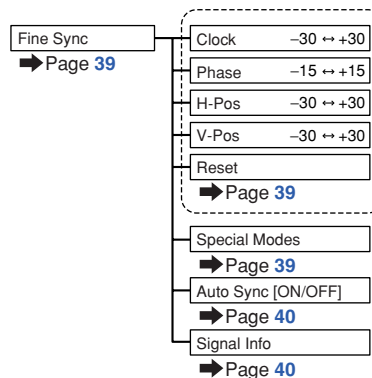 Fine Sync
➡Page 39
Clock −30 ↔ +30
Phase −15 ↔ +15
H-Pos −30 ↔ +30
V-Pos −30 ↔ +30
Reset
➡Page 39
Special Modes
➡Page 39
Auto Sync [ON/OFF]
➡Page 40
Signal Info
➡Page 40